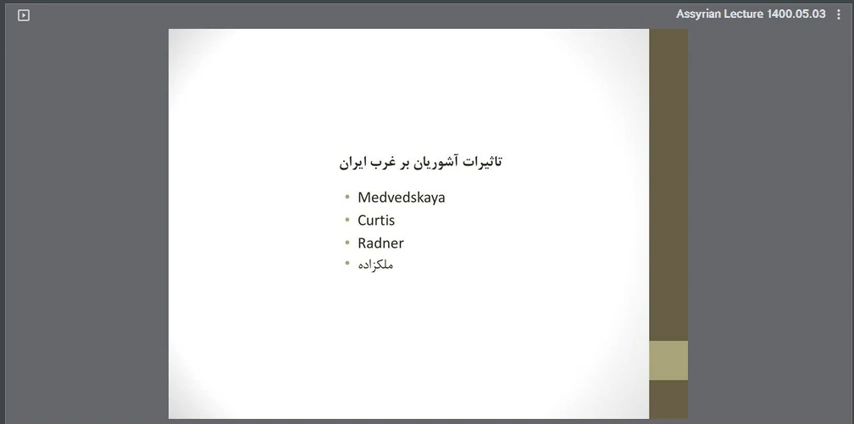 Assyrian Lecture 1400.05.03
تاثیرات آشوریان بر غرب ایران
• Medvedskaya
• Curtis
• Radner
• ملکزاده